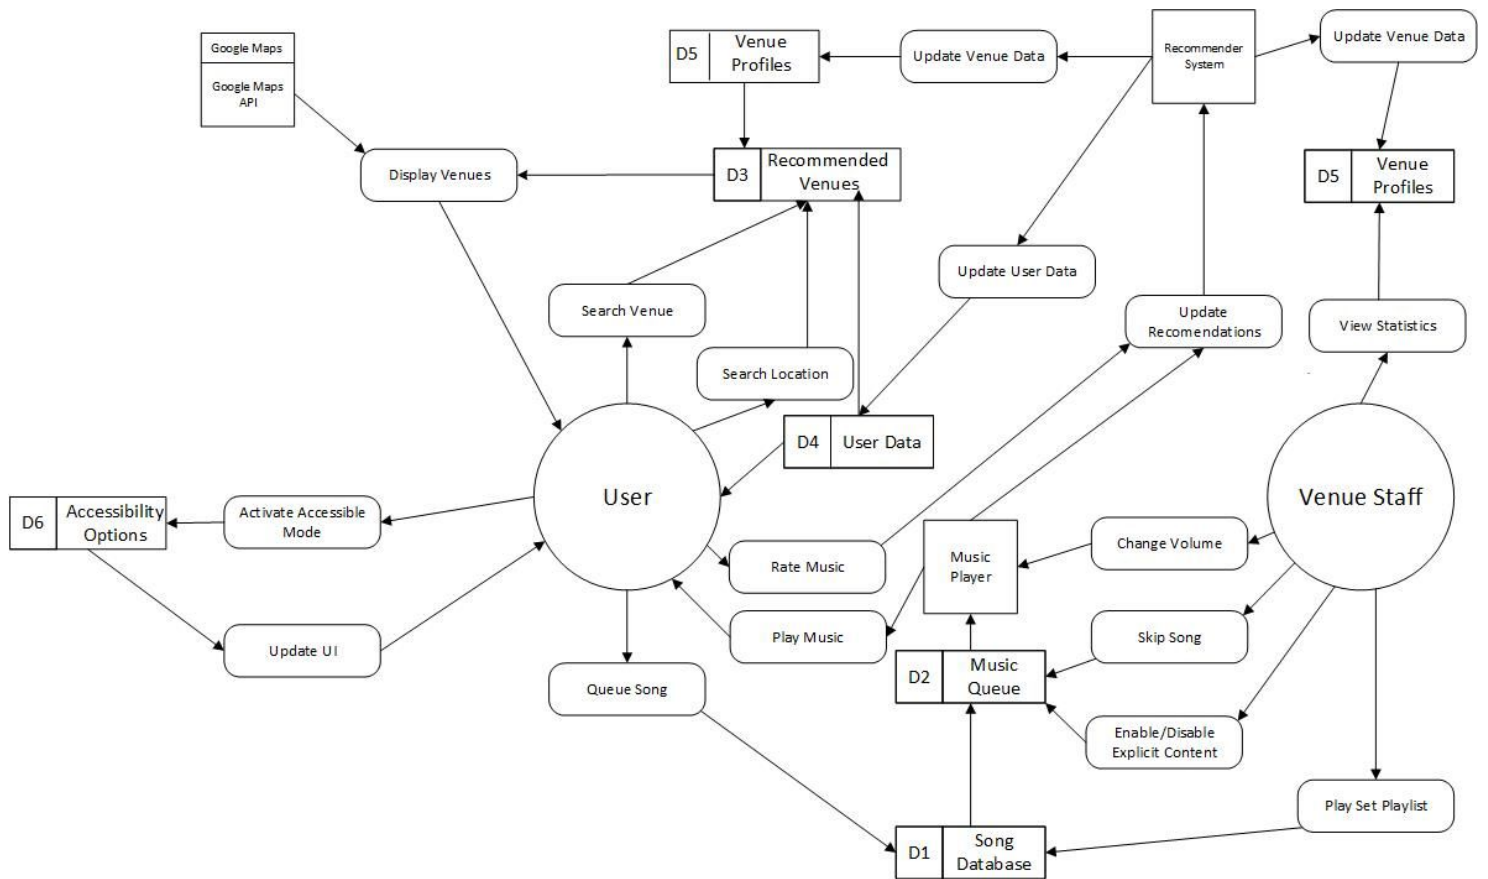 Google Maps
Google Maps
API
D5
Venue
Profiles
Update Venue Data
Recommender
System
Update Venue Data
Display Venues
D3
Recommended
Venues
D5
Venue
Profiles
Update User Data
Search Venue
Update
Recomendations
View Statistics
Search Location
D4
User Data
User
Venue Staff
D6
Accessibility
Options
Activate Accessible
Mode
Rate Music
Music
Player
Change Volume
Update UI
Play Music
Skip Song
Queue Song
D2
Music
Queue
Enable/Disable
Explicit Content
Play Set Playlist
D1
Song
Database